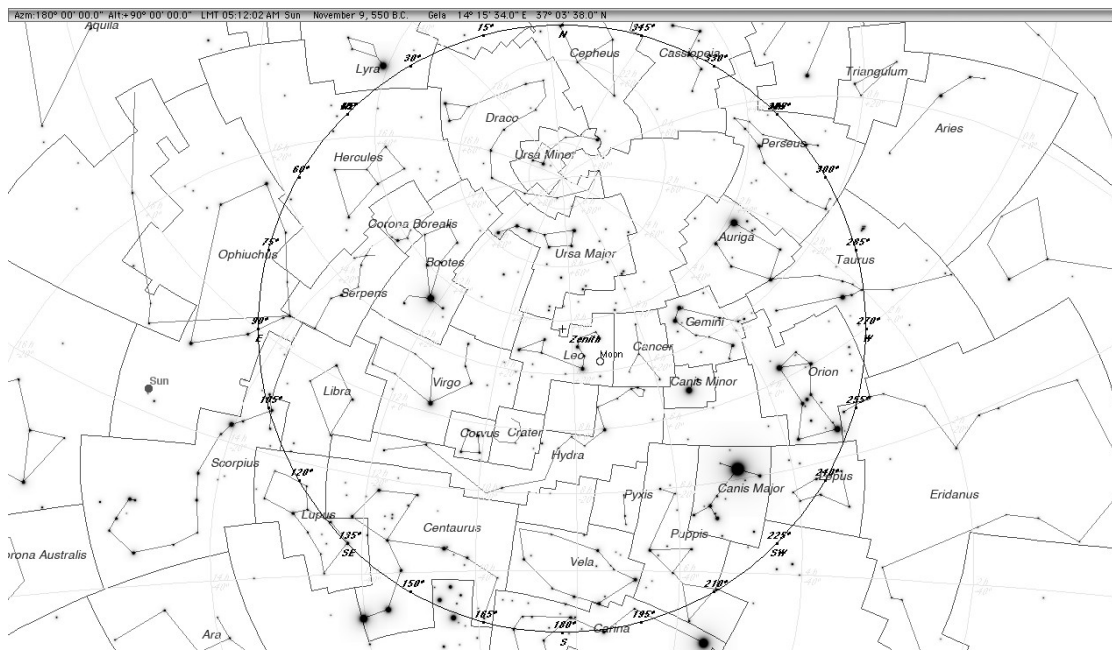 Azm:180° 00' 00.0" Alt:+90° 00' 00.0" LMT 05:12:02 AM Sun November 9, 550 B.C. Gela 14° 15' 34.0" E 37° 03' 38.0" N
Aquila
15°
N
345°
Cepheus
Cassiopeia
330°
30°
Lyra
Triangulum
Draco
Aries
Perseus
Hercules
Ursa Minor
60°
300°
Corona Borealis
75°
Ophiuchus
Bootes
Ursa Major
Auriga
285°
Taurus
Serpens
90°
E
Zenith
Gemini
270°
W
Leo
Moon
Cancer
Sun
Libra
Virgo
Canis Minor
Orion
105°
255°
Corvus
Crater
Scorpius
Hydra
120°
Lepus
Pyxis
Canis Major
Eridanus
Lupus
Centaurus
Puppis
135°
SE
225°
SW
orona Australis
Vela
150°
210°
165°
180°
195°
Carina
S
Ara